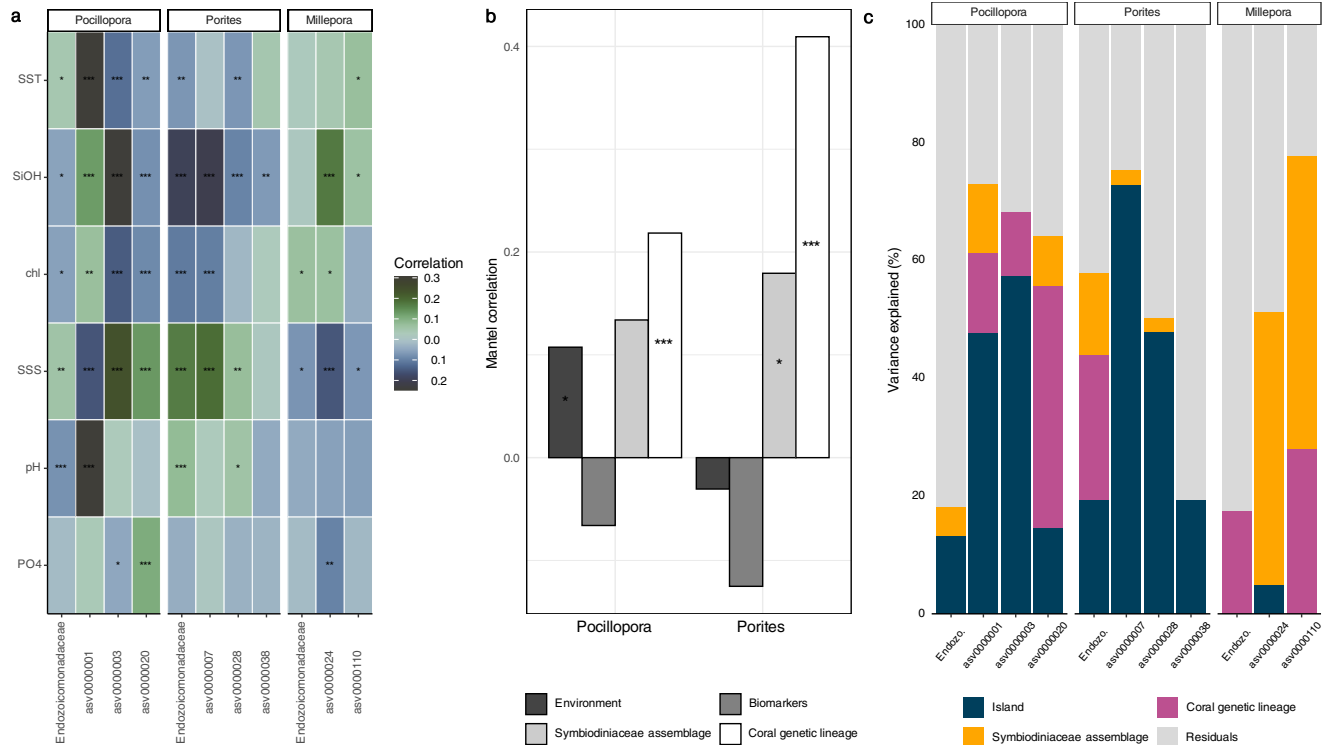 a
Pocillopora
Porites
Millepora
SST
*
***
***
**
**
**
*
SiOH
*
***
***
***
***
***
***
**
***
*
chl
*
**
***
***
***
***
*
*
SSS
**
***
***
***
***
***
**
*
***
*
pH
***
***
***
*
PO4
*
***
**
Endozoicomonadaceae
asv0000001
asv0000003
asv0000020
Endozoicomonadaceae
asv0000007
asv0000028
asv0000038
Endozoicomonadaceae
asv0000024
asv0000110
Correlation
0.3
0.2
0.1
0.0
0.1
0.2
b
Mantel correlation
0.4
0.2
0.0
*
***
*
***
Pocillopora
Porites
Environment
Biomarkers
Symbiodiniaceae assemblage
Coral genetic lineage
c
Pocillopora
Porites
Millepora
Variance explained (%)
100
80
60
40
20
0
Endozo.
asv0000001
asv0000003
asv0000020
Endozo.
asv0000007
asv0000028
asv0000038
Endozo.
asv0000024
asv0000110
Island
Coral genetic lineage
Symbiodiniaceae assemblage
Residuals